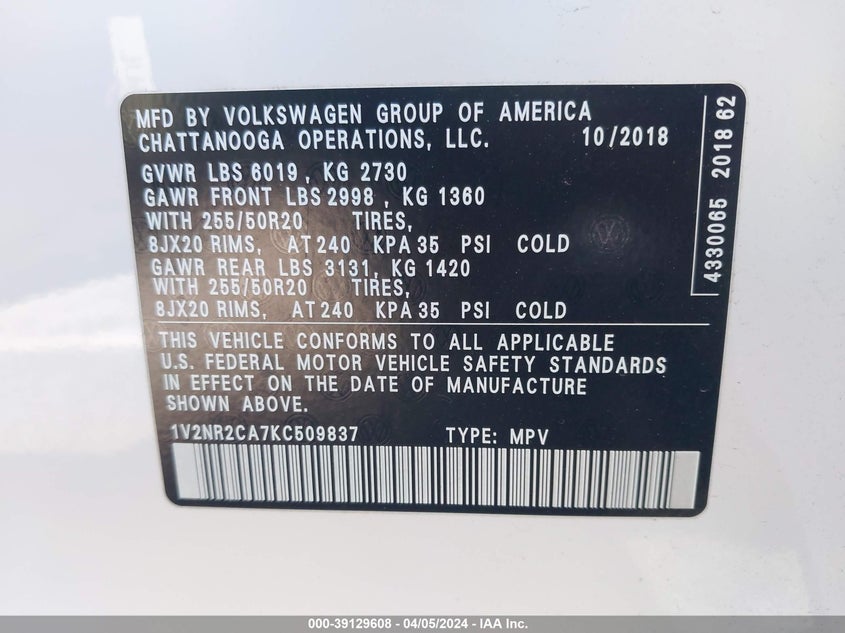 MFD BY VOLKSWAGEN GROUP OF AMERICA
CHATTANOOGA OPERATIONS, LLC. 10/2018
GVWR LBS 6019, KG 2730
GAWR FRONT LBS 2998, KG 1360
WITH 255/50R20 TIRES,
8JX20 RIMS, AT 240 KPA 35 PSI COLD
GAWR REAR LBS 3131, KG 1420
WITH 255/50R20 TIRES,
8JX20 RIMS, AT 240 KPA 35 PSI COLD
4330065 2018 62
THIS VEHICLE CONFORMS TO ALL APPLICABLE
U.S. FEDERAL MOTOR VEHICLE SAFETY STANDARDS
IN EFFECT ON THE DATE OF MANUFACTURE
SHOWN ABOVE.
1V2NR2CA7KC509837 TYPE: MPV
000-39129608 - 04/05/2024 - IAA Inc.